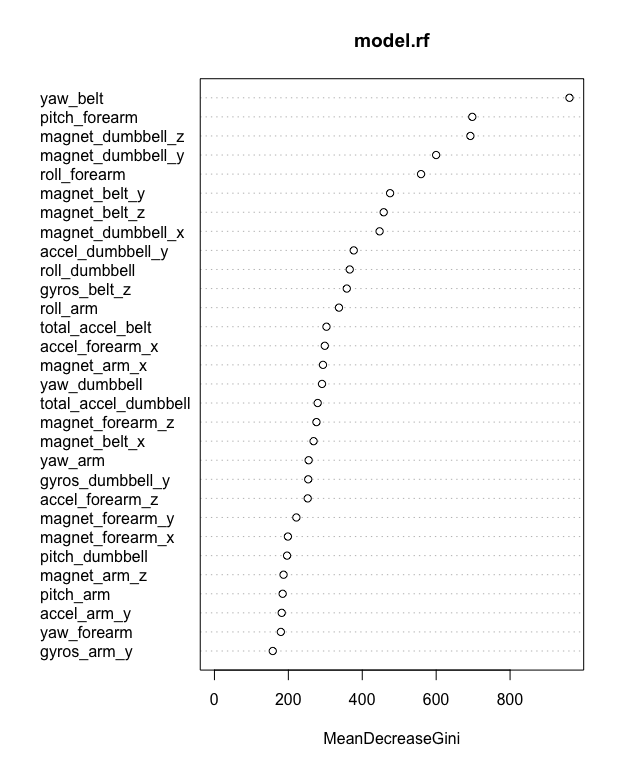 model.rf
yaw_belt
pitch_forearm
magnet_dumbbell_z
magnet_dumbbell_y
roll_forearm
magnet_belt_y
magnet_belt_z
magnet_dumbbell_x
accel_dumbbell_y
roll_dumbbell
gyros_belt_z
roll_arm
total_accel_belt
accel_forearm_x
magnet_arm_x
yaw_dumbbell
total_accel_dumbbell
magnet_forearm_z
magnet_belt_x
yaw_arm
gyros_dumbbell_y
accel_forearm_z
magnet_forearm_y
magnet_forearm_x
pitch_dumbbell
magnet_arm_z
pitch_arm
accel_arm_y
yaw_forearm
gyros_arm_y
0 200 400 600 800
MeanDecreaseGini